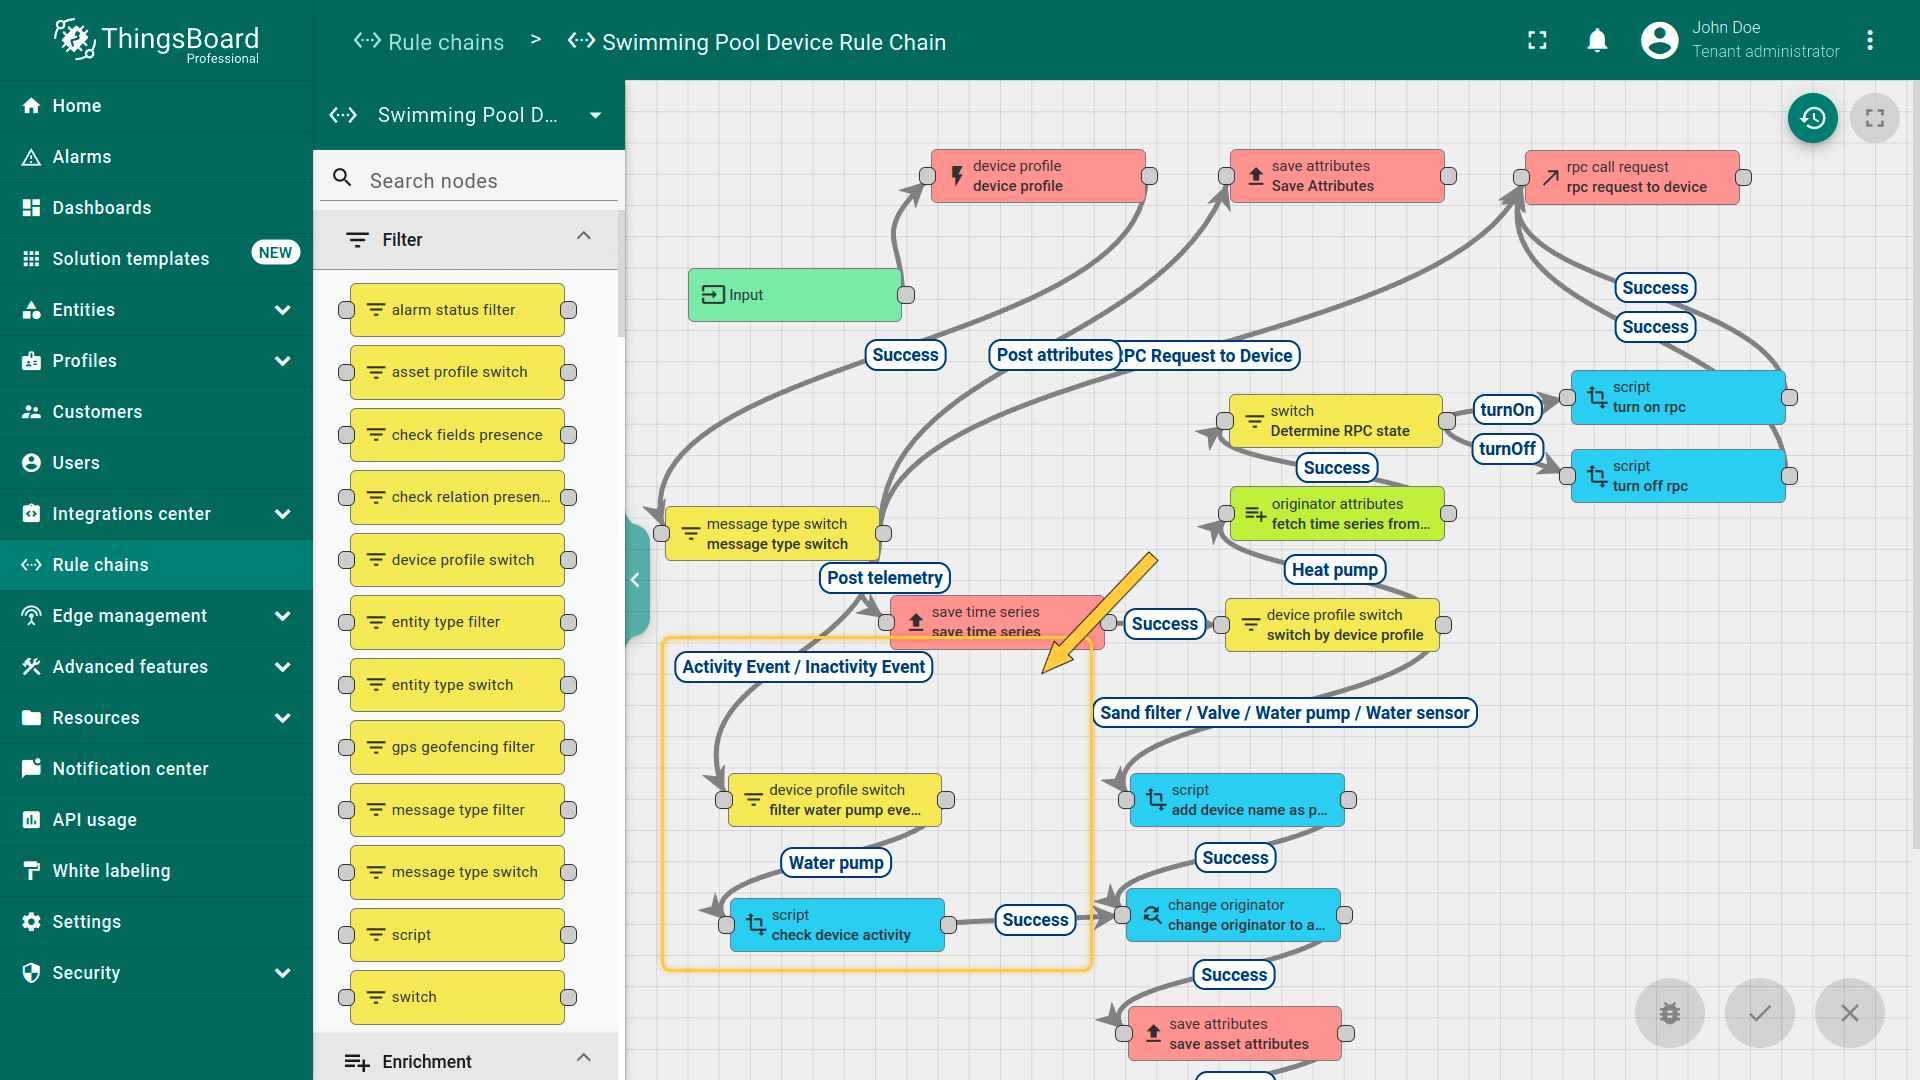 ThingsBoard
Professional
Rule chains
>
Swimming Pool Device Rule Chain
John Doe
Tenant administrator
Home
Alarms
Dashboards
Solution templates
NEW
Entities
Profiles
Customers
Users
Integrations center
Rule chains
Edge management
Advanced features
Resources
Notification center
API usage
White labeling
Settings
Security
Swimming Pool D...
Search nodes
Filter
alarm status filter
asset profile switch
check fields presence
check relation presen...
device profile switch
entity type filter
entity type switch
gps geofencing filter
message type filter
message type switch
script
switch
Enrichment
device profile
device profile
save attributes
Save Attributes
rpc call request
rpc request to device
Input
Success
Success
Success
Post attributes
PC Request to Device
switch
Determine RPC state
turnOn
turnOff
script
turn on rpc
script
turn off rpc
Success
originator attributes
fetch time series from...
message type switch
message type switch
Post telemetry
Heat pump
save time series
save time series
Success
device profile switch
switch by device profile
Activity Event / Inactivity Event
Sand filter / Valve / Water pump / Water sensor
device profile switch
filter water pump eve...
script
add device name as p...
Water pump
Success
script
check device activity
Success
change originator
change originator to a...
Success
save attributes
save asset attributes